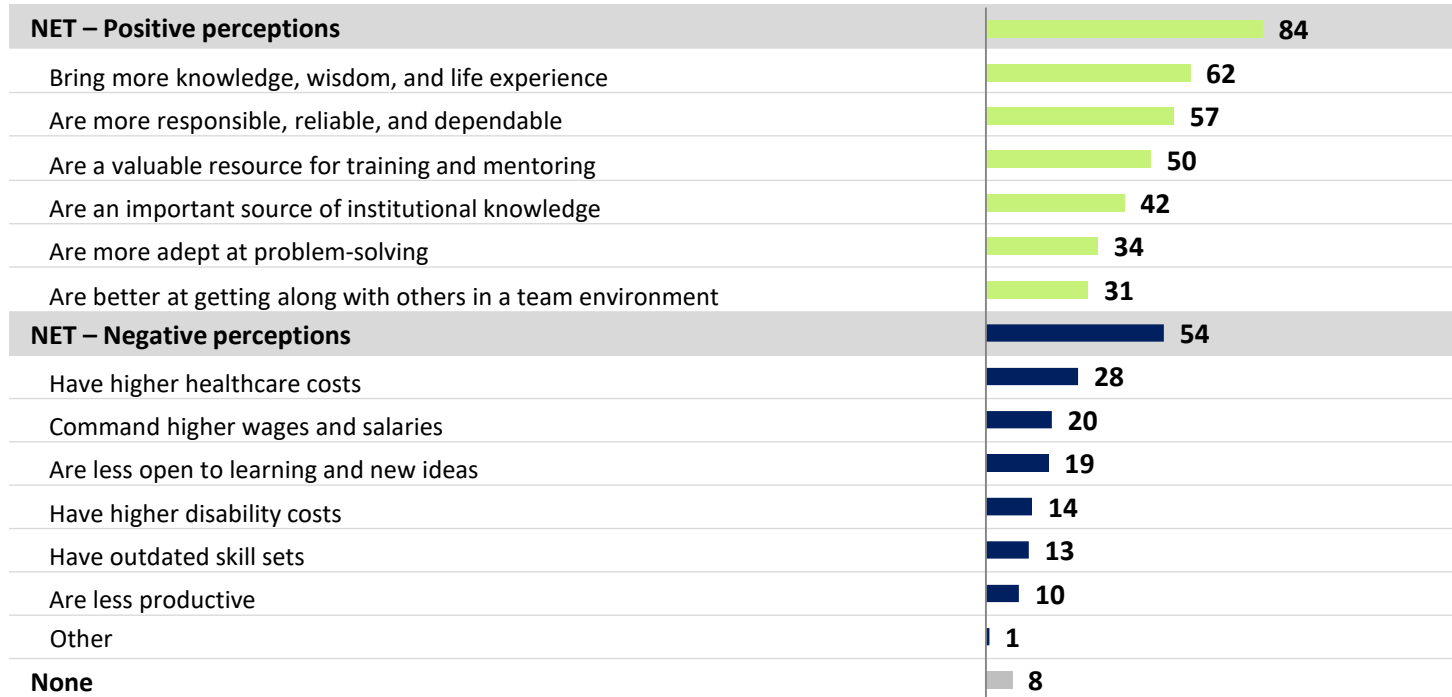 NET – Positive perceptions 84
Bring more knowledge, wisdom, and life experience 62
Are more responsible, reliable, and dependable 57
Are a valuable resource for training and mentoring 50
Are an important source of institutional knowledge 42
Are more adept at problem-solving 34
Are better at getting along with others in a team environment 31
NET – Negative perceptions 54
Have higher healthcare costs 28
Command higher wages and salaries 20
Are less open to learning and new ideas 19
Have higher disability costs 14
Have outdated skill sets 13
Are less productive 10
Other 1
None 8